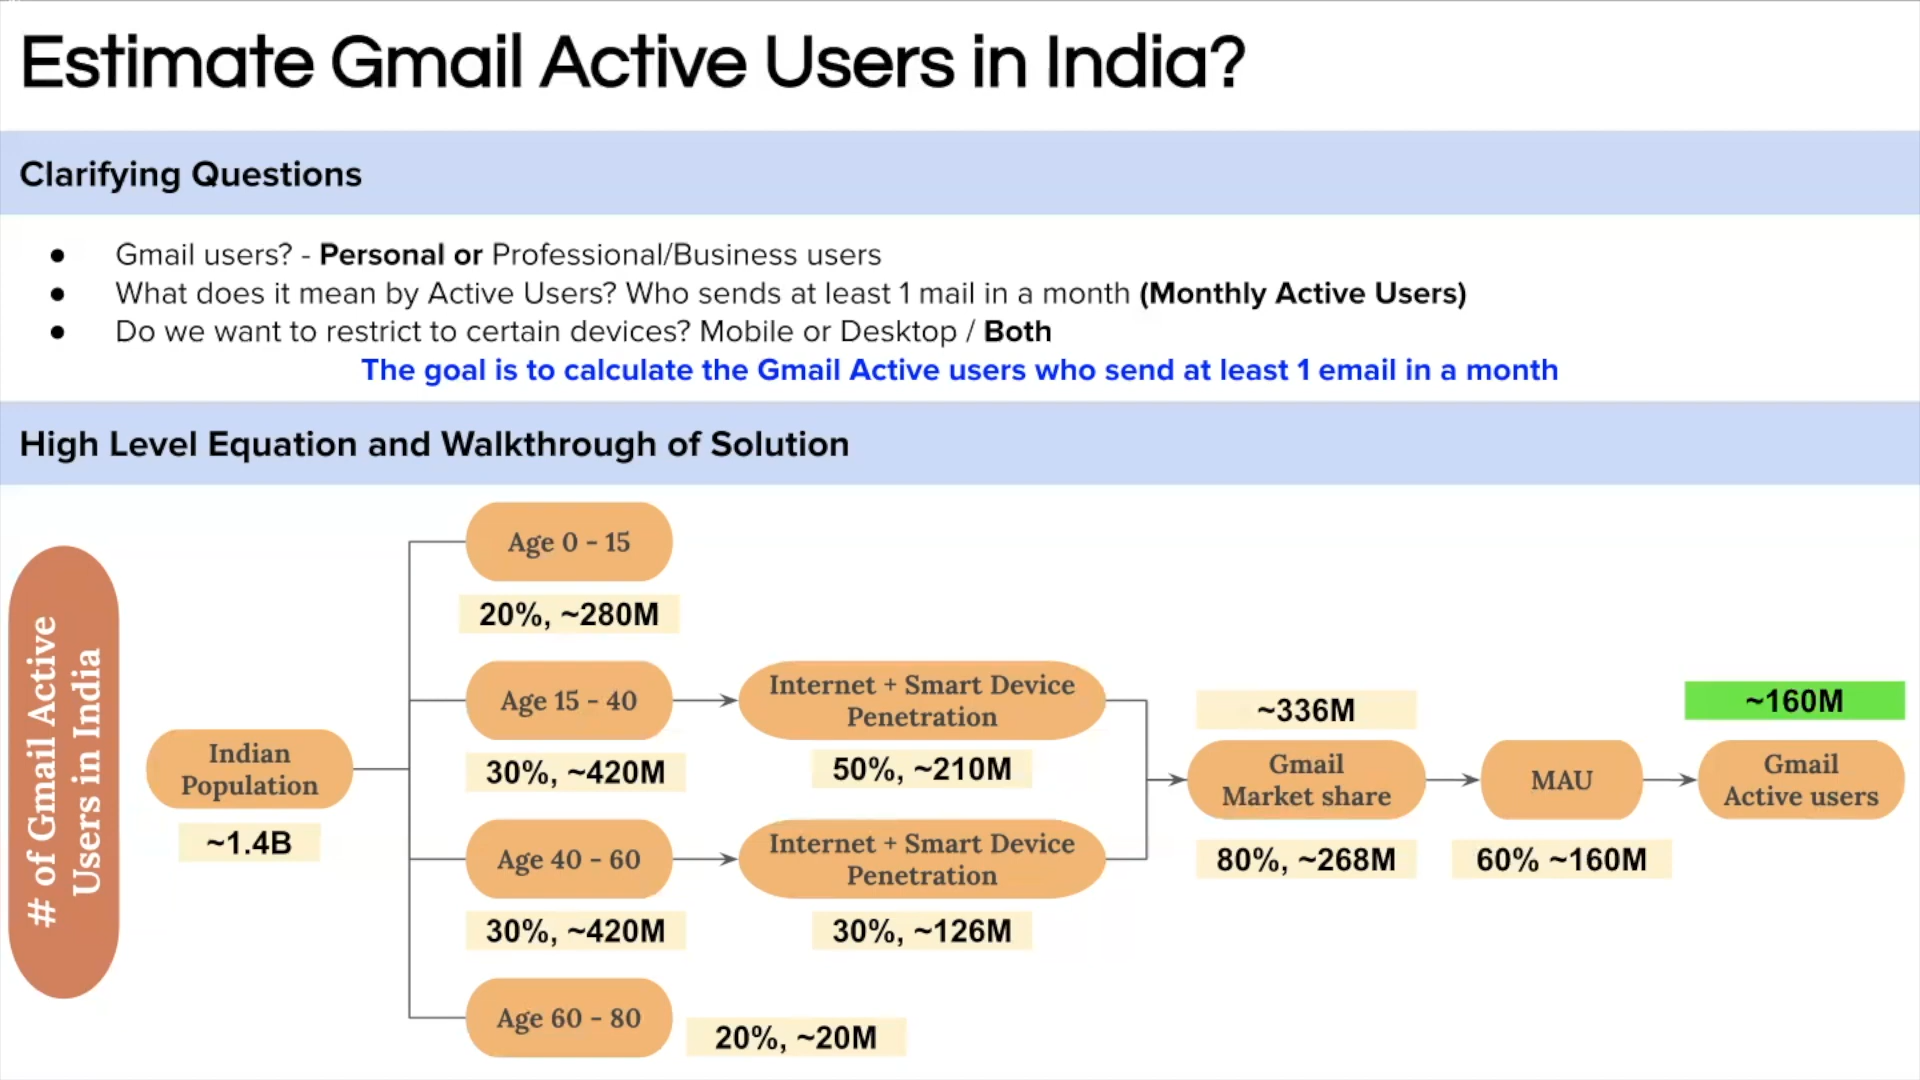 Estimate Gmail Active Users in India?
Clarifying Questions
● Gmail users? - Personal or Professional/Business users
● What does it mean by Active Users? Who sends at least 1 mail in a month (Monthly Active Users)
● Do we want to restrict to certain devices? Mobile or Desktop / Both
The goal is to calculate the Gmail Active users who send at least 1 email in a month
High Level Equation and Walkthrough of Solution
# of Gmail Active
Users in India
Indian
Population
~1.4B
Age 0 - 15
20%, ~280M
Age 15 - 40
30%, ~420M
Internet + Smart Device
Penetration
50%, ~210M
Age 40 - 60
30%, ~420M
Internet + Smart Device
Penetration
30%, ~126M
Age 60 - 80
20%, ~20M
~336M
Gmail
Market share
80%, ~268M
MAU
60% ~160M
~160M
Gmail
Active users